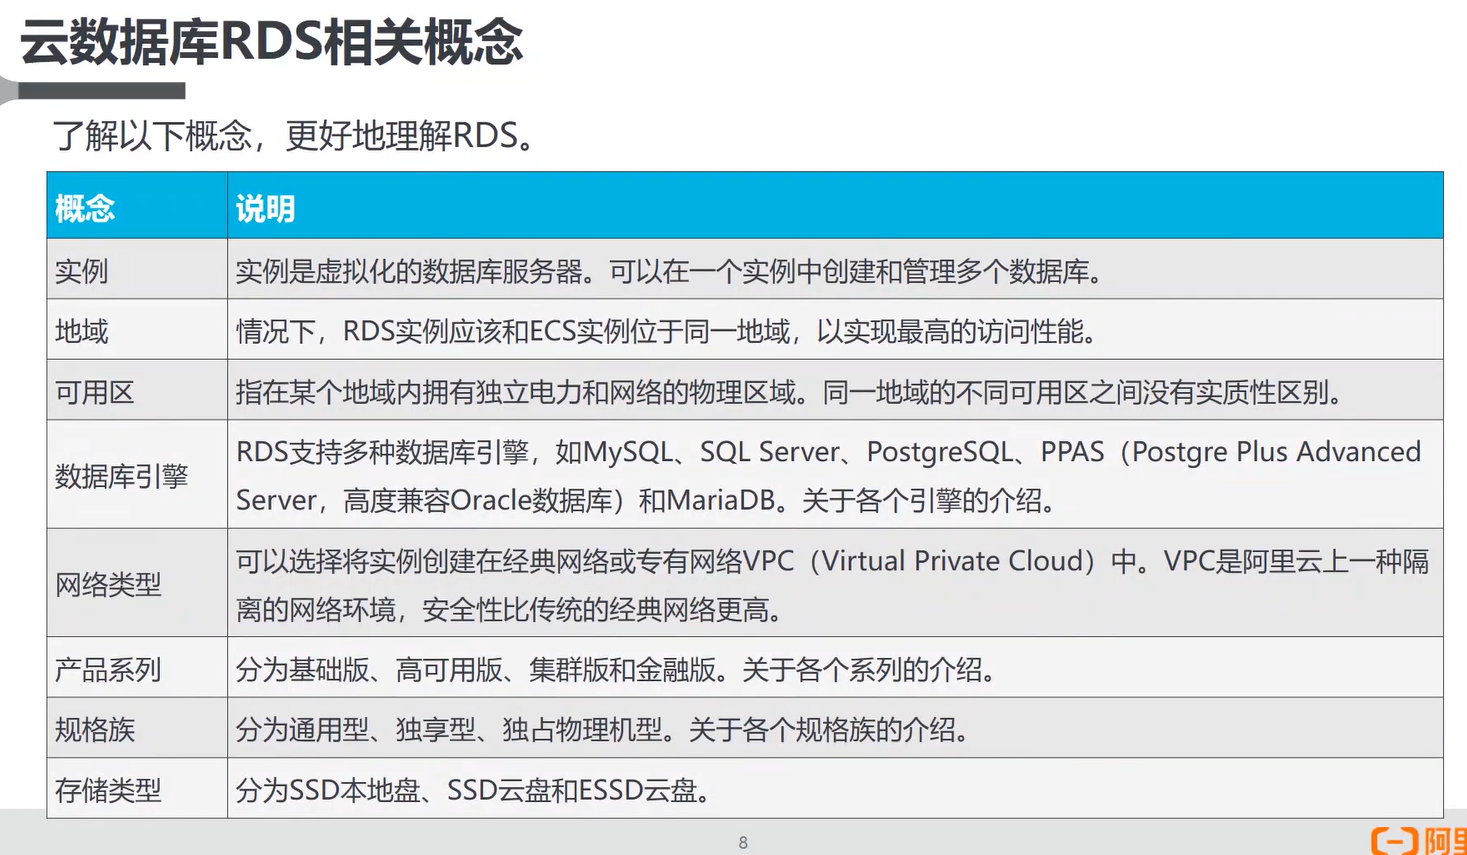 云数据库RDS相关概念
了解以下概念，更好地理解RDS。
概念 说明
实例 实例是虚拟化的数据库服务器。可以在一个实例中创建和管理多个数据库。
地域 情况下，RDS实例应该和ECS实例位于同一地域，以实现最高的访问性能。
可用区 指在某个地域内拥有独立电力和网络的物理区域。同一地域的不同可用区之间没有实质性区别。
数据库引擎 RDS支持多种数据库引擎，如MySQL、SQL Server、PostgreSQL、PPAS（Postgre Plus Advanced
Server，高度兼容Oracle数据库）和MariaDB。关于各个引擎的介绍。
网络类型 可以选择将实例创建在经典网络或专有网络VPC（Virtual Private Cloud）中。VPC是阿里云上一种隔
离的网络环境，安全性比传统的经典网络更高。
产品系列 分为基础版、高可用版、集群版和金融版。关于各个系列的介绍。
规格族 分为通用型、独享型、独占物理机型。关于各个规格族的介绍。
存储类型 分为SSD本地盘、SSD云盘和ESSD云盘。
8
阿里